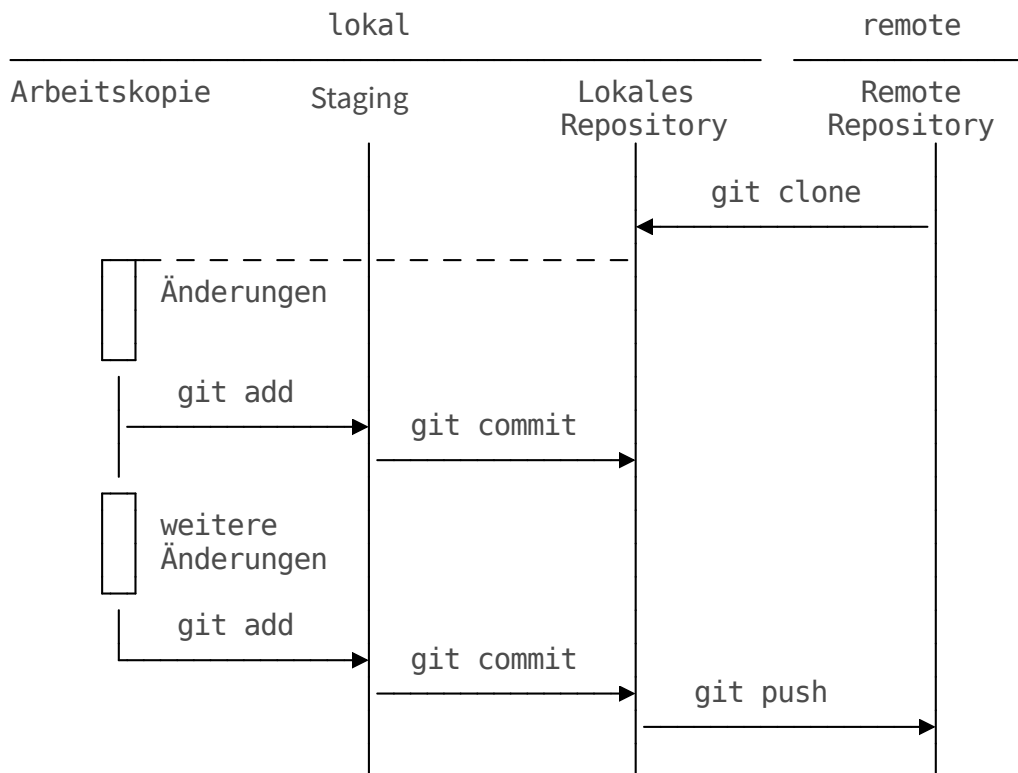 lokal
remote
Arbeitskopie
Staging
Lokales
Repository
Remote
Repository
git clone
Änderungen
git add
git commit
weitere
Änderungen
git add
git commit
git push